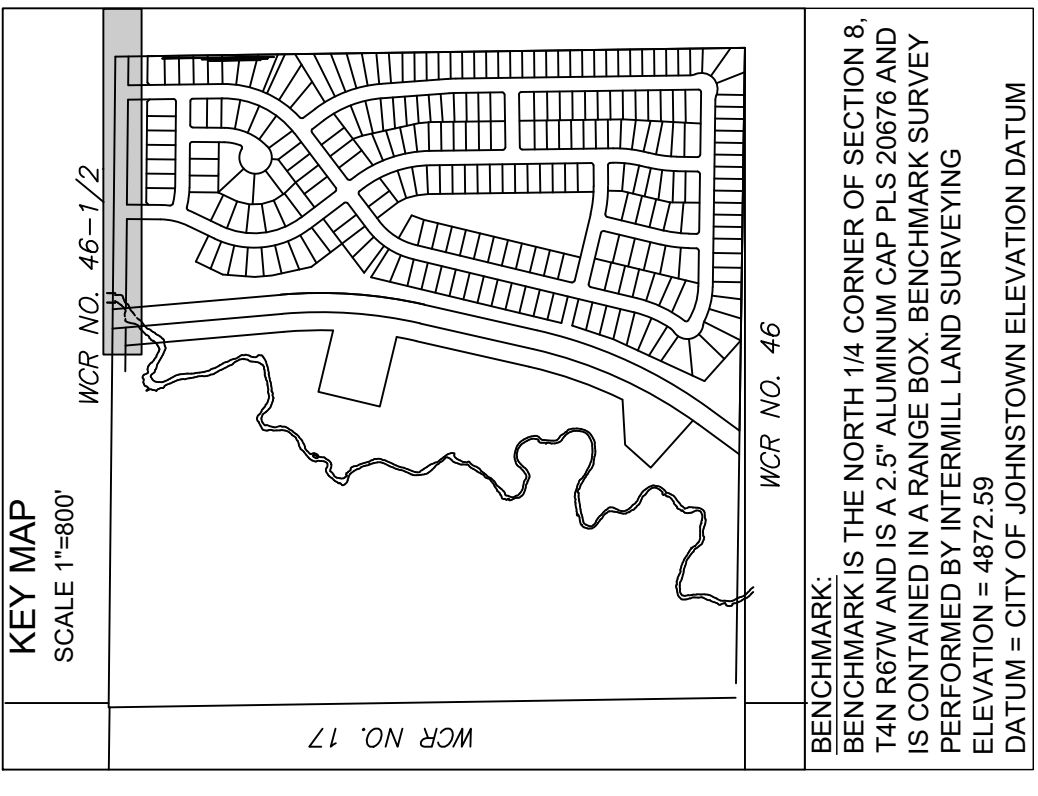 KEY MAP
SCALE 1"=800'
WCR NO. 46-1/2
WCR NO. 46
WCR NO. 17
BENCHMARK:
BENCHMARK IS THE NORTH 1/4 CORNER OF SECTION 8,
T4N R67W AND IS A 2.5" ALUMINUM CAP PLS 20676 AND
IS CONTAINED IN A RANGE BOX. BENCHMARK SURVEY
PERFORMED BY INTERMILL LAND SURVEYING
ELEVATION = 4872.59
DATUM = CITY OF JOHNSTOWN ELEVATION DATUM